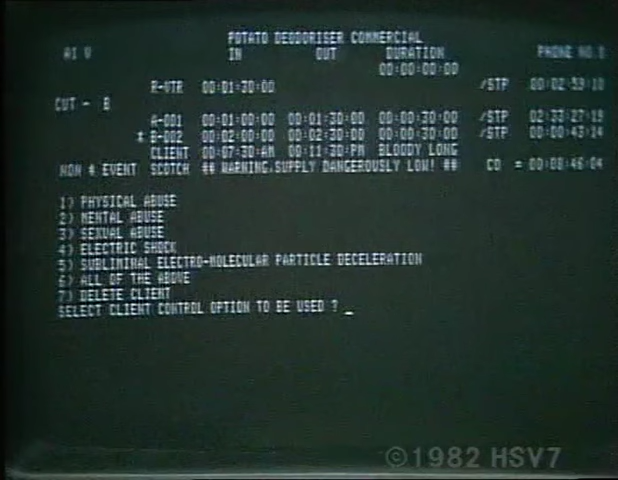 POTATO DEODORISER COMMERCIAL
A1 V IN OUT DURATION PHONE NO.8
00:00:00:00
R-VTR 00:01:30:00 /STP 00:02:59:10
CUT - B
A-001 00:01:00:00 00:01:30:00 00:00:30:00 /STP 02:33:27:19
* B-002 00:02:00:00 00:02:30:00 00:00:30:00 /STP 00:00:43:14
CLIENT 00:07:30:AM 00:11:30:PM BLOODY LONG
NON # EVENT SCOTCH ## WARNING,SUPPLY DANGEROUSLY LOW! ## CO = 00:00:46:04
1) PHYSICAL ABUSE
2) MENTAL ABUSE
3) SEXUAL ABUSE
4) ELECTRIC SHOCK
5) SUBLIMINAL ELECTRO-MOLECULAR PARTICLE DECELERATION
6) ALL OF THE ABOVE
7) DELETE CLIENT
SELECT CLIENT CONTROL OPTION TO BE USED ? _
©1982 HSV7